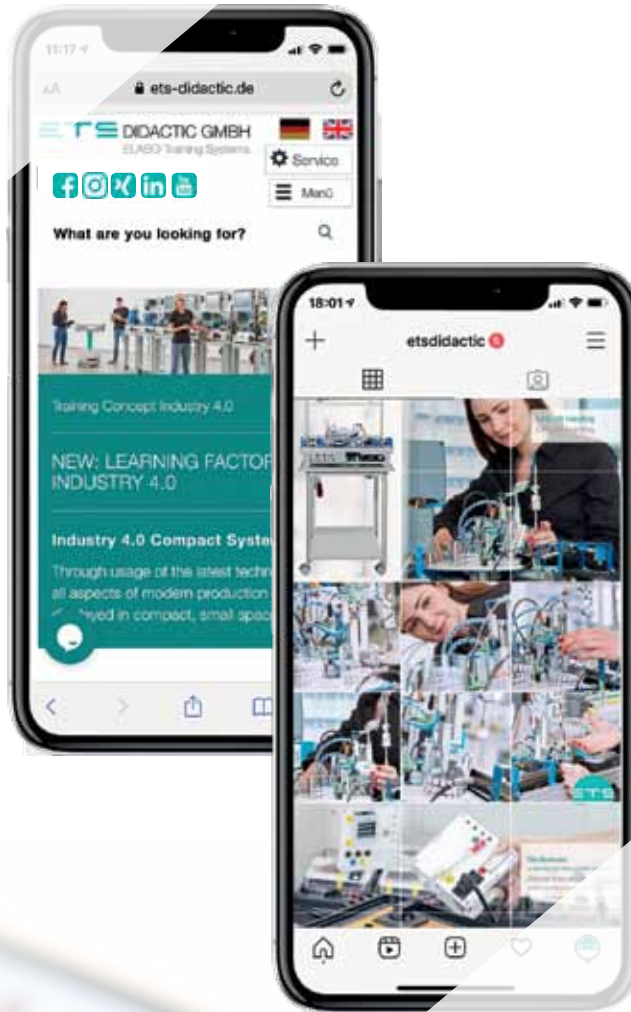 11:17
AA ets-didactic.de
ETS DIDACTIC GMBH
ELABO Training Systems
Service
Menü
What are you looking for?
Training Concept Industry 4.0
NEW: LEARNING FACTOR
INDUSTRY 4.0
Industry 4.0 Compact Syste
Through usage of the latest techn
all aspects of modern production
in compact, small spac
18:01
etsdidactic
ETS